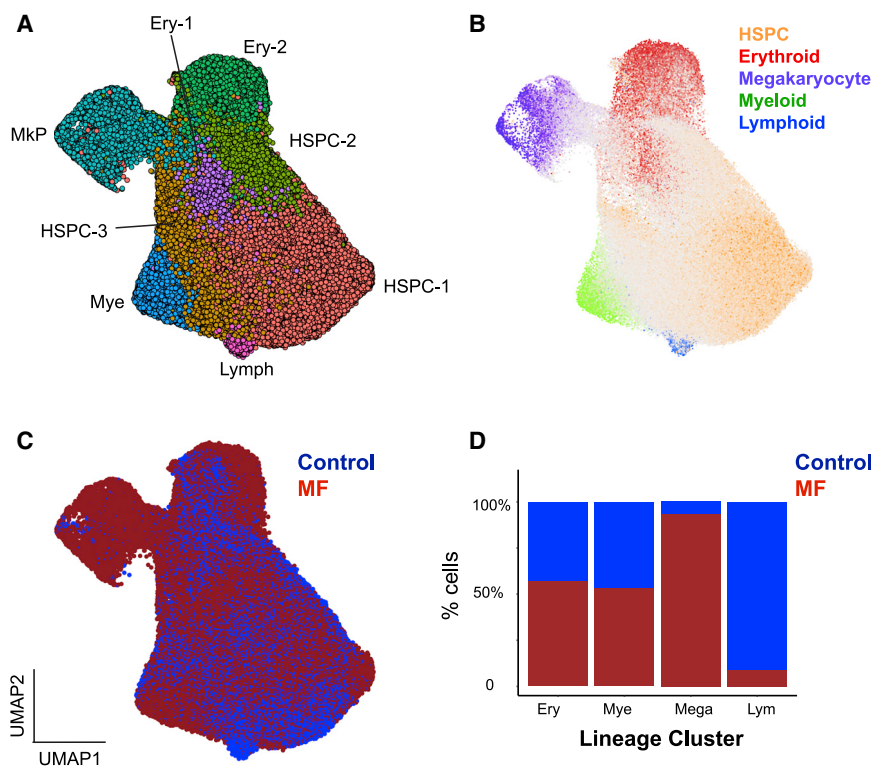 A
Ery-1
Ery-2
MkP
HSPC-2
HSPC-3
HSPC-1
Mye
Lymph
B
HSPC
Erythroid
Megakaryocyte
Myeloid
Lymphoid
C
Control
MF
UMAP2
UMAP1
D
Control
MF
100%
50%
0
% cells
Ery Mye Mega Lym
Lineage Cluster